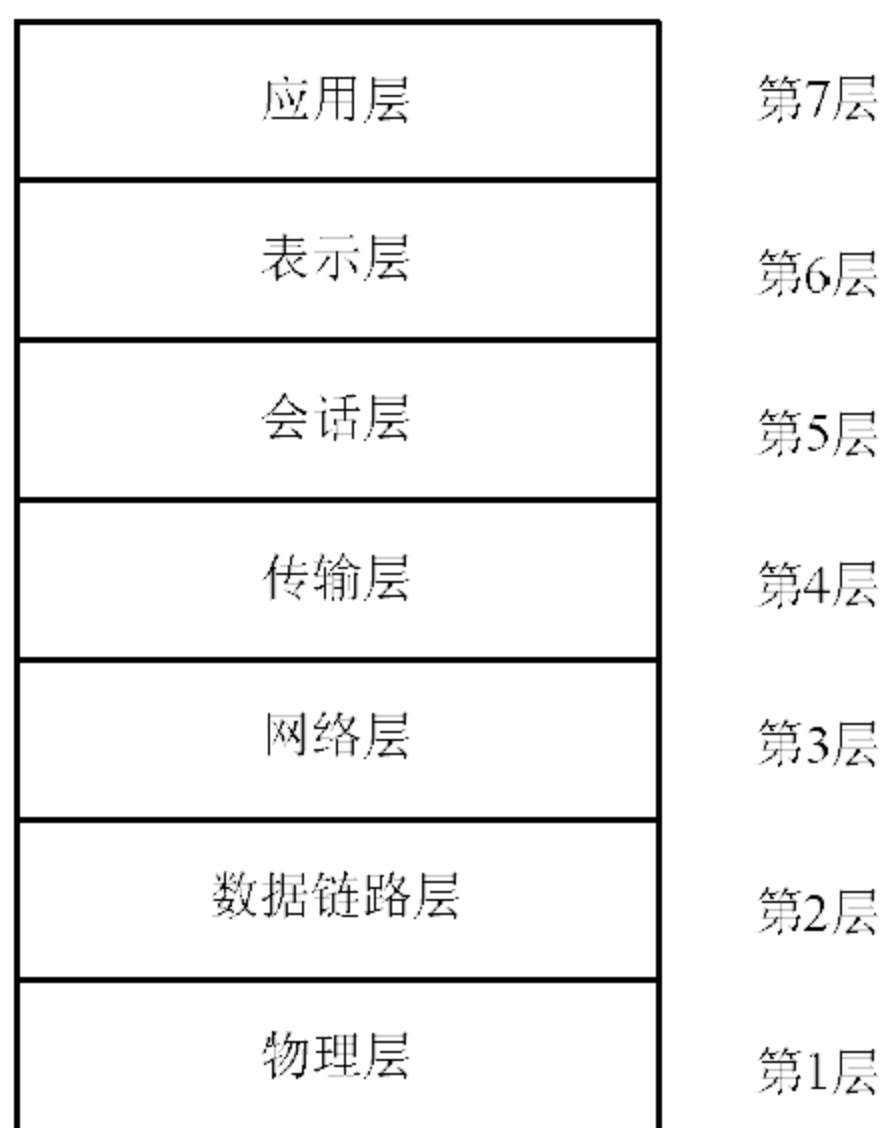 应用层 第7层
表示层 第6层
会话层 第5层
传输层 第4层
网络层 第3层
数据链路层 第2层
物理层 第1层